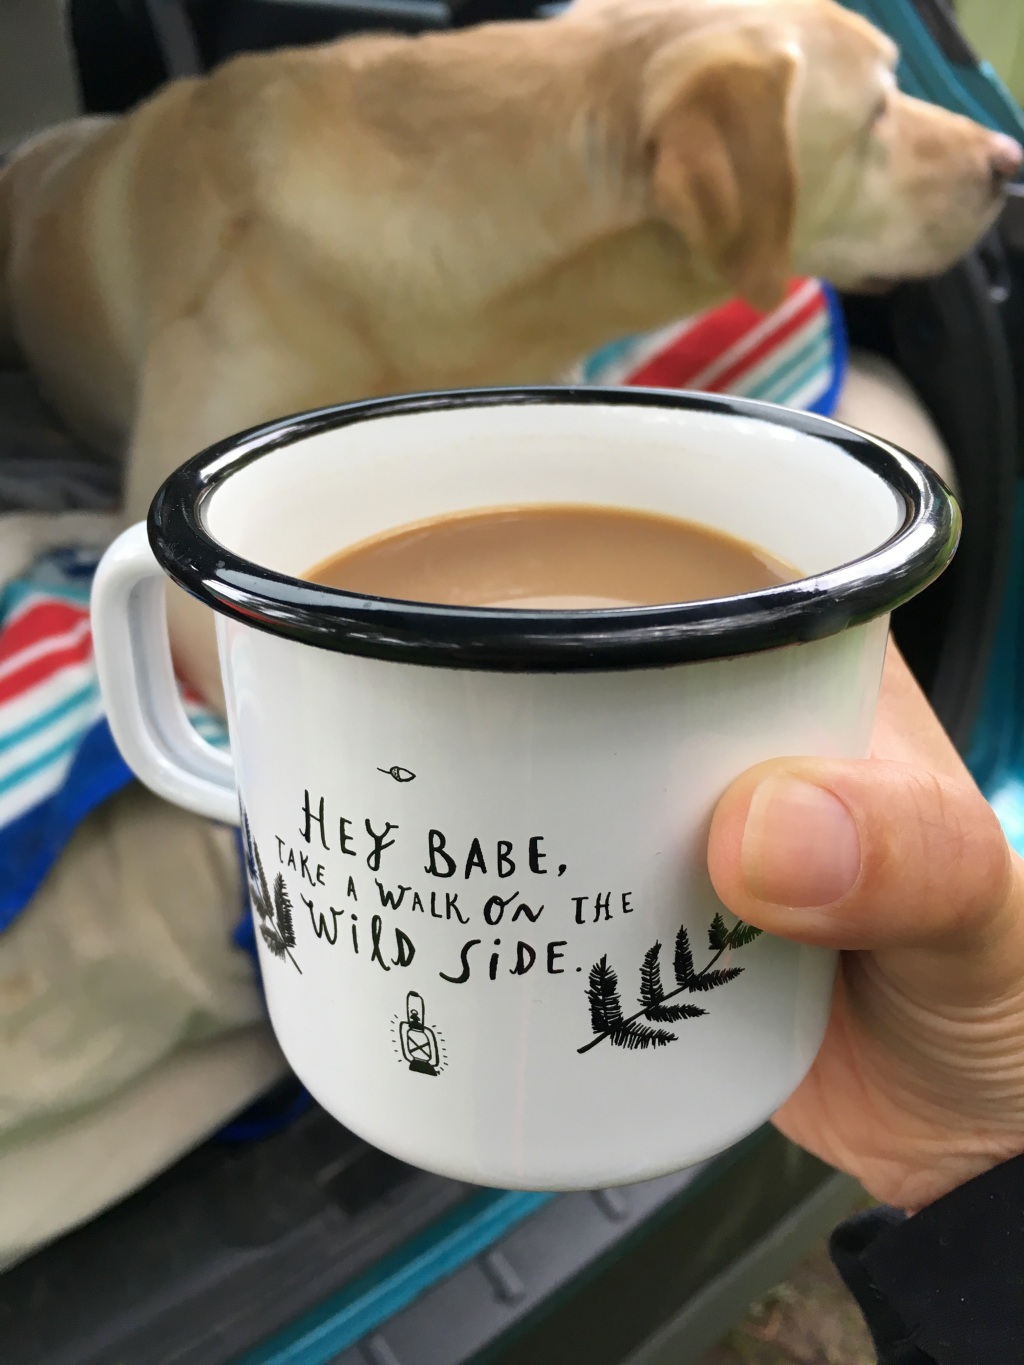 HEY BABE,
TAKE A WALK ON THE
WILD SIDE.